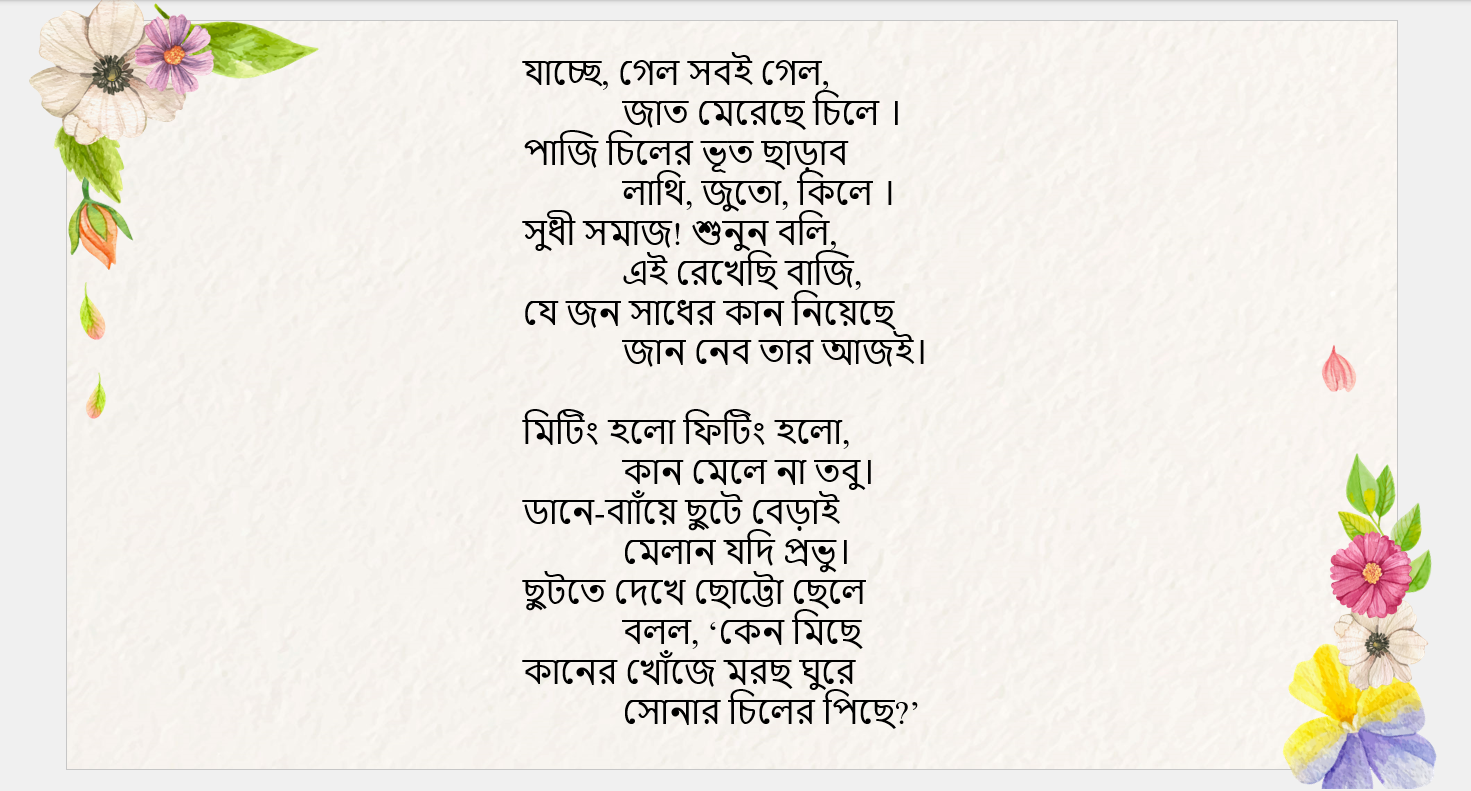 যাচ্ছে, গেল সবই গেল,
জাত মেরেছে চিলে ।
পাজি চিলের ভূত ছাড়াব
লাথি, জুতো, কিলে ।
সুধী সমাজ! শুনুন বলি,
এই রেখেছি বাজি,
যে জন সাধের কান নিয়েছে
জান নেব তার আজই।
মিটিং হলো ফিটিং হলো,
কান মেলে না তবু।
ডানে-বাাঁয়ে ছুটে বেড়াই
মেলান যদি প্রভু।
ছুটতে দেখে ছোট্টো ছেলে
বলল, ‘কেন মিছে
কানের খোঁজে মরছ ঘুরে
সোনার চিলের পিছে?’